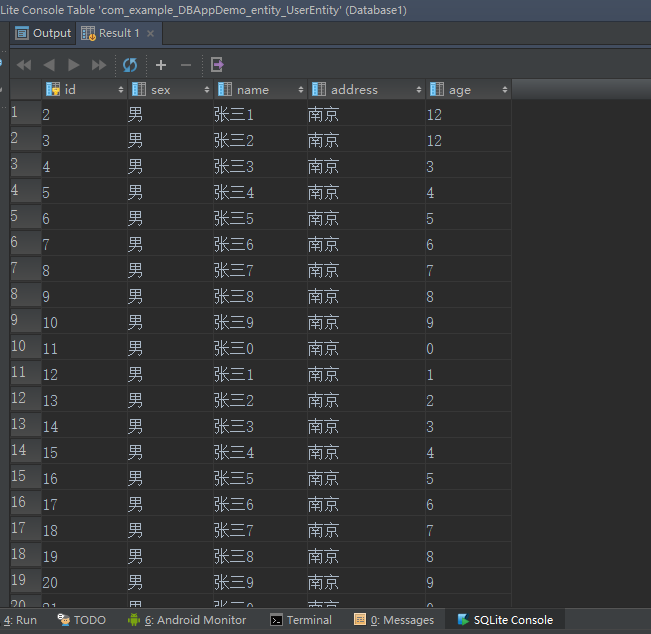 Lite Console Table 'com_example_DBAppDemo_entity_UserEntity' (Database1)
Output Result 1
id sex name address age
1 2 男 张三1 南京 12
2 3 男 张三2 南京 12
3 4 男 张三3 南京 3
4 5 男 张三4 南京 4
5 6 男 张三5 南京 5
6 7 男 张三6 南京 6
7 8 男 张三7 南京 7
8 9 男 张三8 南京 8
9 10 男 张三9 南京 9
10 11 男 张三0 南京 0
11 12 男 张三1 南京 1
12 13 男 张三2 南京 2
13 14 男 张三3 南京 3
14 15 男 张三4 南京 4
15 16 男 张三5 南京 5
16 17 男 张三6 南京 6
17 18 男 张三7 南京 7
18 19 男 张三8 南京 8
19 20 男 张三9 南京 9
4: Run TODO 6: Android Monitor Terminal 0: Messages SQLite Console